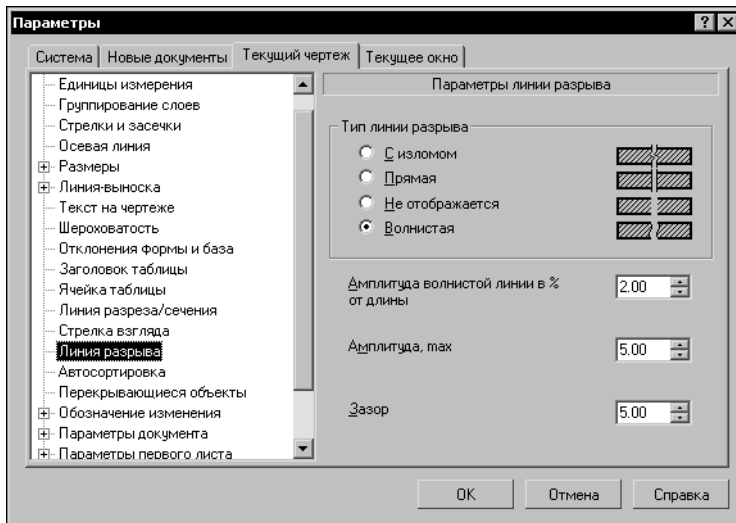 Параметры
Система
Новые документы
Текущий чертеж
Текущее окно
Единицы измерения
Группирование слоев
Стрелки и засечки
Осевая линия
Размеры
Линия-выноска
Текст на чертеже
Шероховатость
Отклонения формы и база
Заголовок таблицы
Ячейка таблицы
Линия разреза/сечения
Стрелка взгляда
Линия разрыва
Автосортировка
Перекрывающиеся объекты
Обозначение изменения
Параметры документа
Параметры первого листа
Параметры линии разрыва
Тип линии разрыва
С изломом
Прямая
Не отображается
Волнистая
Амплитуда волнистой линии в %
от длины
2.00
Амплитуда, max
5.00
Зазор
5.00
OK
Отмена
Справка